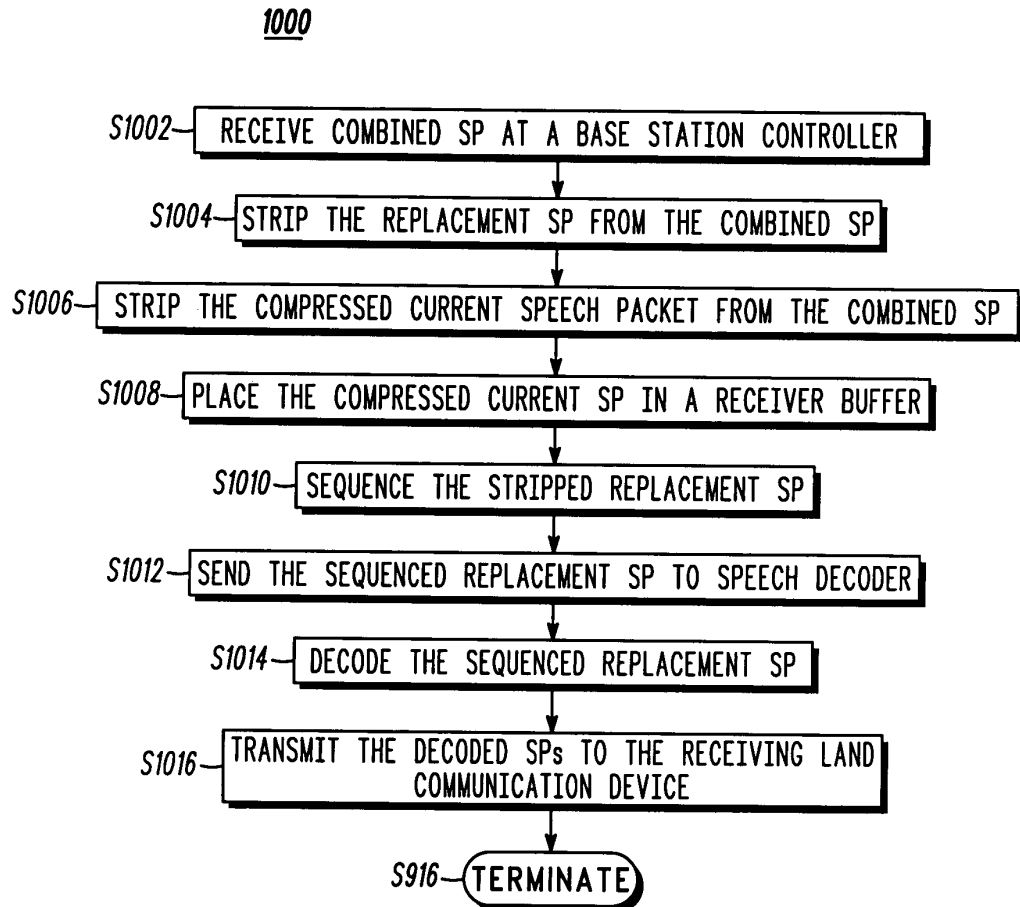 1000
S1002 RECEIVE COMBINED SP AT A BASE STATION CONTROLLER
S1004 STRIP THE REPLACEMENT SP FROM THE COMBINED SP
S1006 STRIP THE COMPRESSED CURRENT SPEECH PACKET FROM THE COMBINED SP
S1008 PLACE THE COMPRESSED CURRENT SP IN A RECEIVER BUFFER
S1010 SEQUENCE THE STRIPPED REPLACEMENT SP
S1012 SEND THE SEQUENCED REPLACEMENT SP TO SPEECH DECODER
S1014 DECODE THE SEQUENCED REPLACEMENT SP
S1016 TRANSMIT THE DECODED SPs TO THE RECEIVING LAND
COMMUNICATION DEVICE
S916 TERMINATE